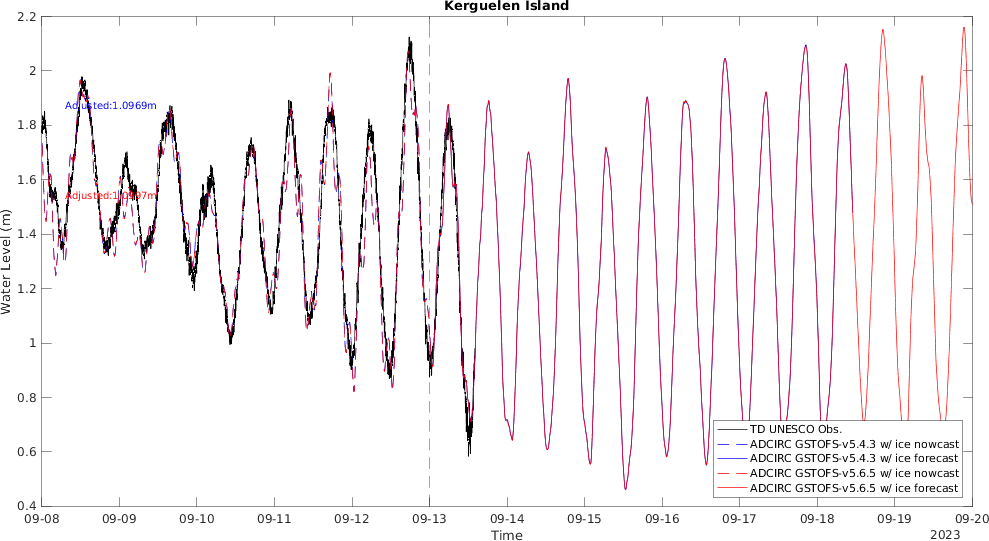 Kerguelen Island
2.2
2
1.8
1.6
1.4
1.2
1
0.8
0.6
0.4
Water Level (m)
Adjusted:1.0969m
Adjusted:1.0997m
TD UNESCO Obs.
ADCIRC GSTOFS-v5.4.3 w/ ice nowcast
ADCIRC GSTOFS-v5.4.3 w/ ice forecast
ADCIRC GSTOFS-v5.6.5 w/ ice nowcast
ADCIRC GSTOFS-v5.6.5 w/ ice forecast
09-08 09-09 09-10 09-11 09-12 09-13 09-14 09-15 09-16 09-17 09-18 09-19 09-20
Time
2023